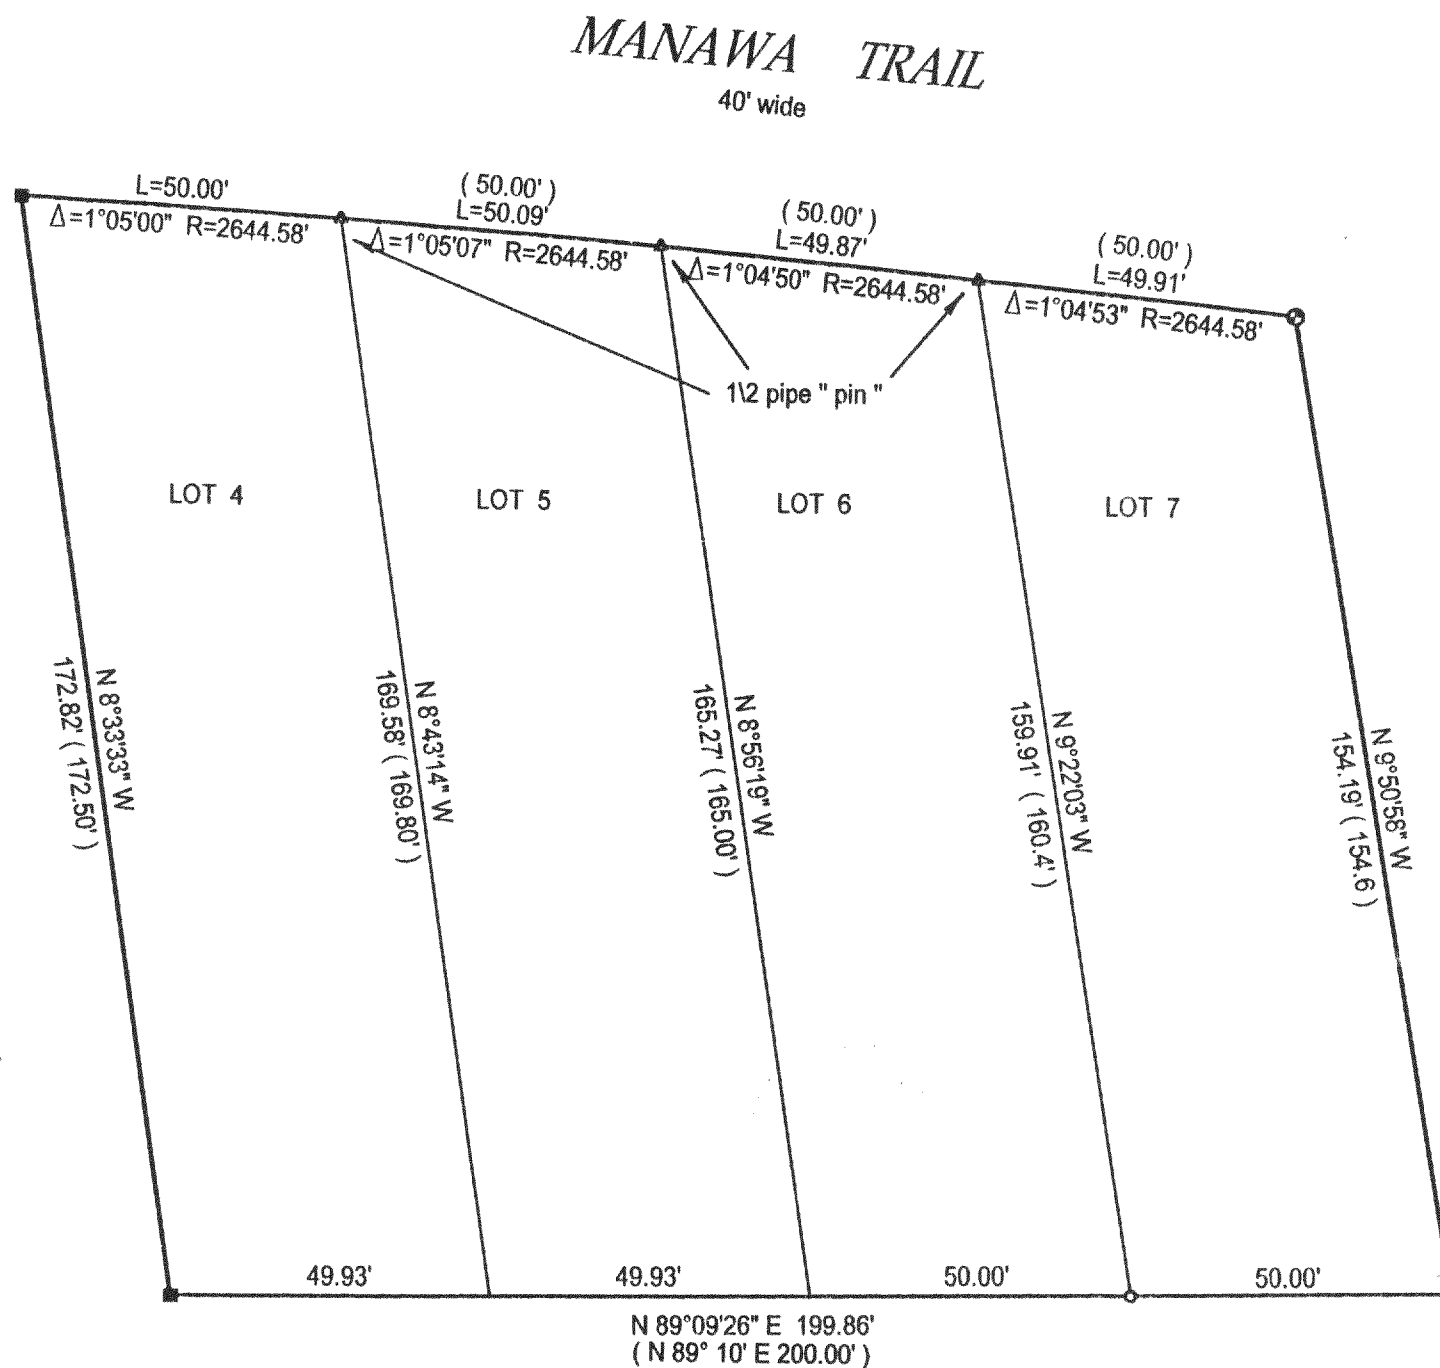 MANAWA TRAIL
40' wide
L=50.00'
Δ=1°05'00" R=2644.58'
( 50.00' )
L=50.09'
Δ=1°05'07" R=2644.58'
( 50.00' )
L=49.87'
Δ=1°04'50" R=2644.58'
( 50.00' )
L=49.91'
Δ=1°04'53" R=2644.58'
1\2 pipe " pin "
LOT 4
LOT 5
LOT 6
LOT 7
N 8°33'33" W
172.82' ( 172.50' )
N 8°43'14" W
169.58' ( 169.80' )
N 8°56'19" W
165.27' ( 165.00' )
N 9°22'03" W
159.91' ( 160.4' )
N 9°50'58" W
154.19' ( 154.6 )
49.93'
49.93'
50.00'
50.00'
N 89°09'26" E 199.86'
( N 89° 10' E 200.00' )